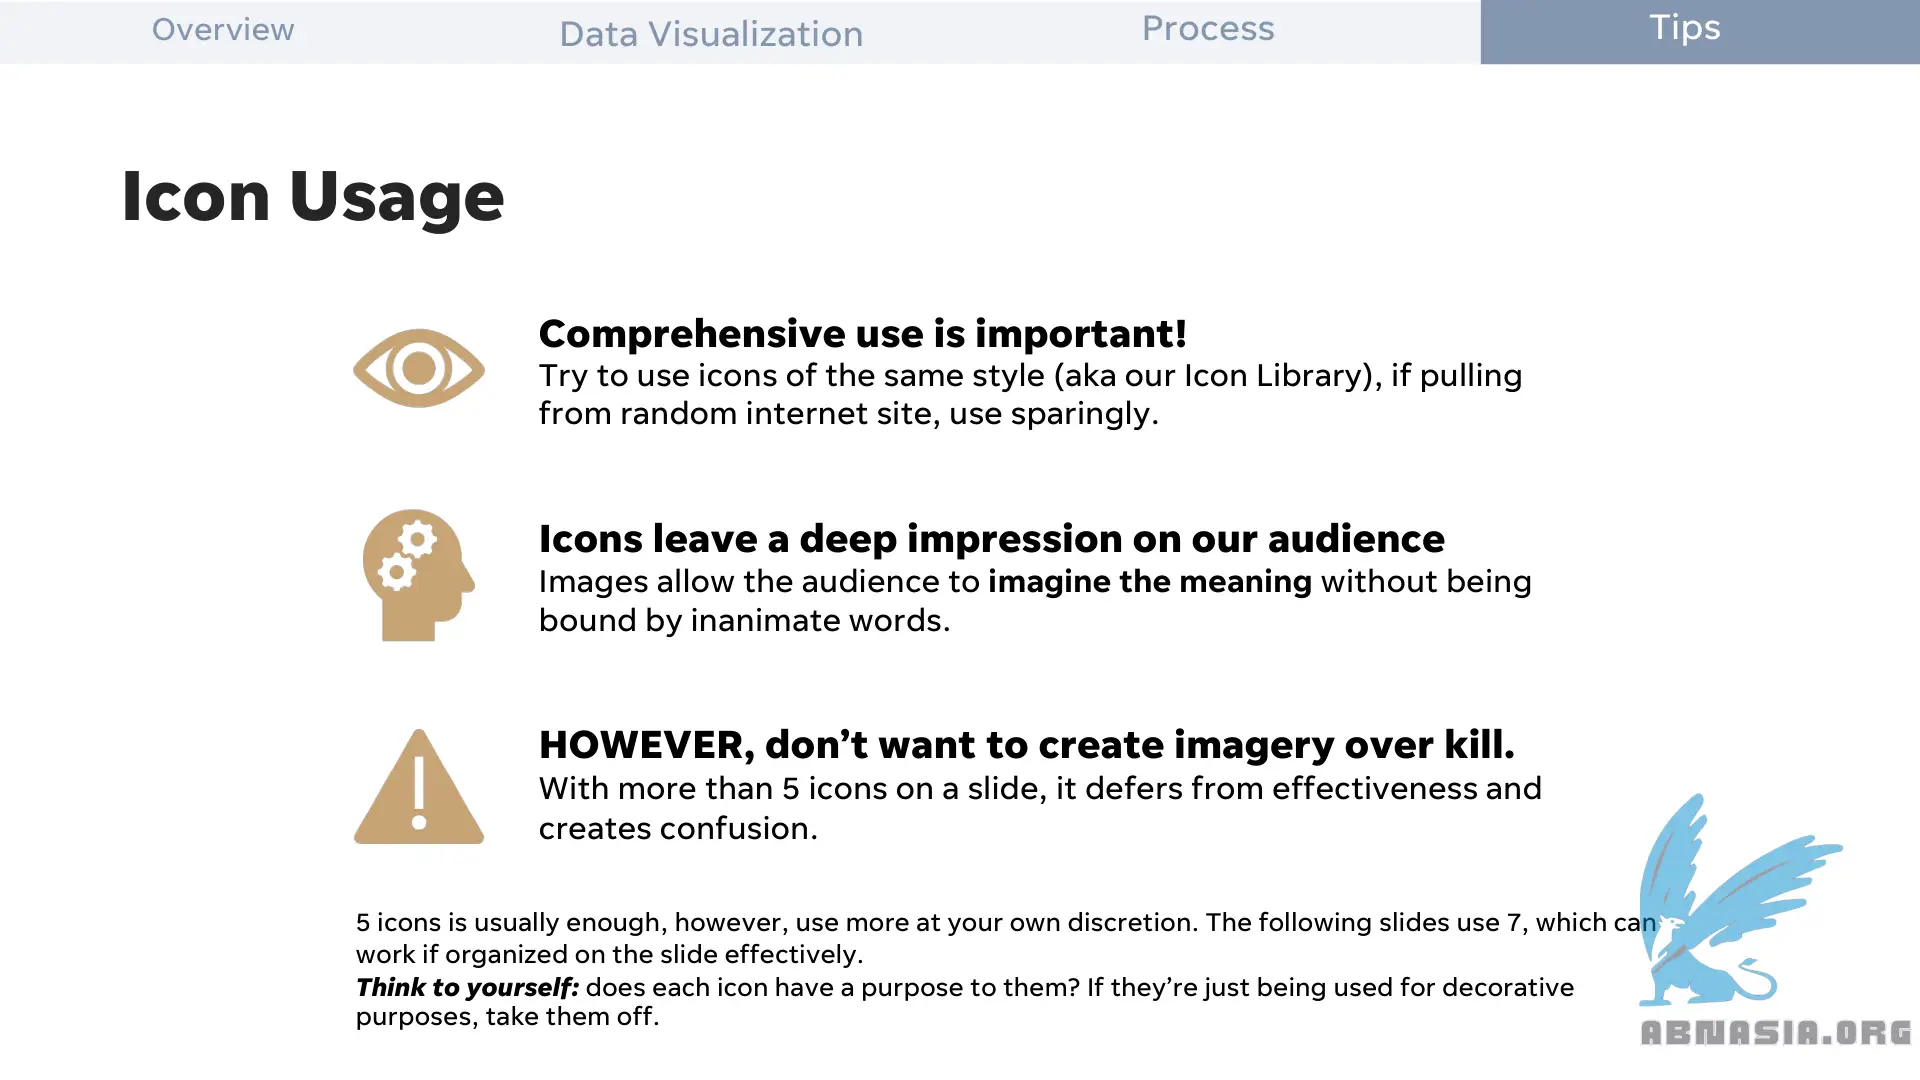 Overview
Data Visualization
Process
Tips
Icon Usage
Comprehensive use is important!
Try to use icons of the same style (aka our Icon Library), if pulling
from random internet site, use sparingly.
Icons leave a deep impression on our audience
Images allow the audience to imagine the meaning without being
bound by inanimate words.
HOWEVER, don’t want to create imagery over kill.
With more than 5 icons on a slide, it defers from effectiveness and
creates confusion.
5 icons is usually enough, however, use more at your own discretion. The following slides use 7, which can
work if organized on the slide effectively.
Think to yourself: does each icon have a purpose to them? If they’re just being used for decorative
purposes, take them off.
ABNASIA.ORG